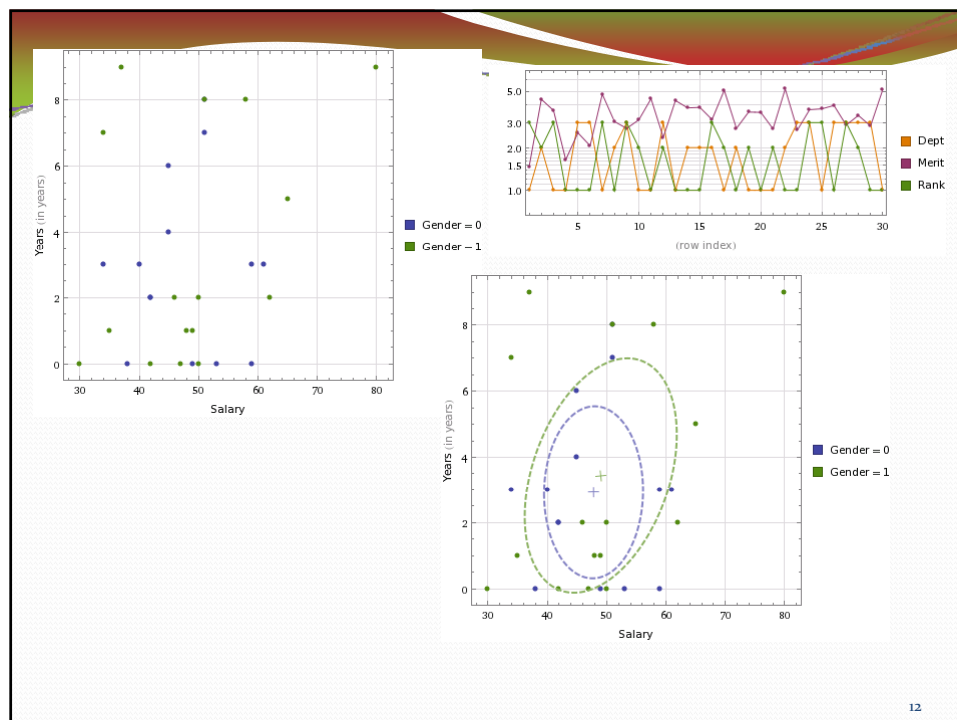 8
6
4
2
0
Years (in years)
30 40 50 60 70 80
Salary
Gender = 0
Gender − 1
5.0
3.0
2.0
1.5
1.0
5 10 15 20 25 30
(row index)
Dept
Merit
Rank
8
6
4
2
0
Years (in years)
30 40 50 60 70 80
Salary
Gender = 0
Gender = 1
12